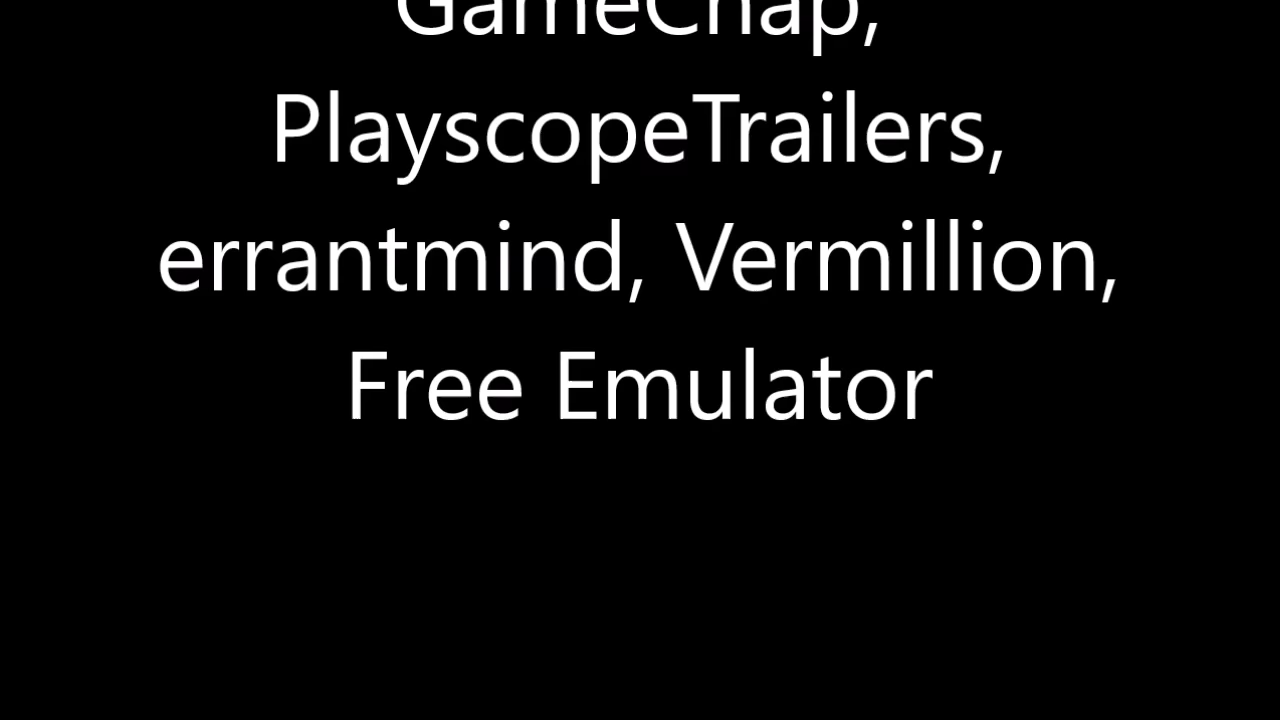 GameChap,
PlayscopeTrailers,
errantmind, Vermillion,
Free Emulator